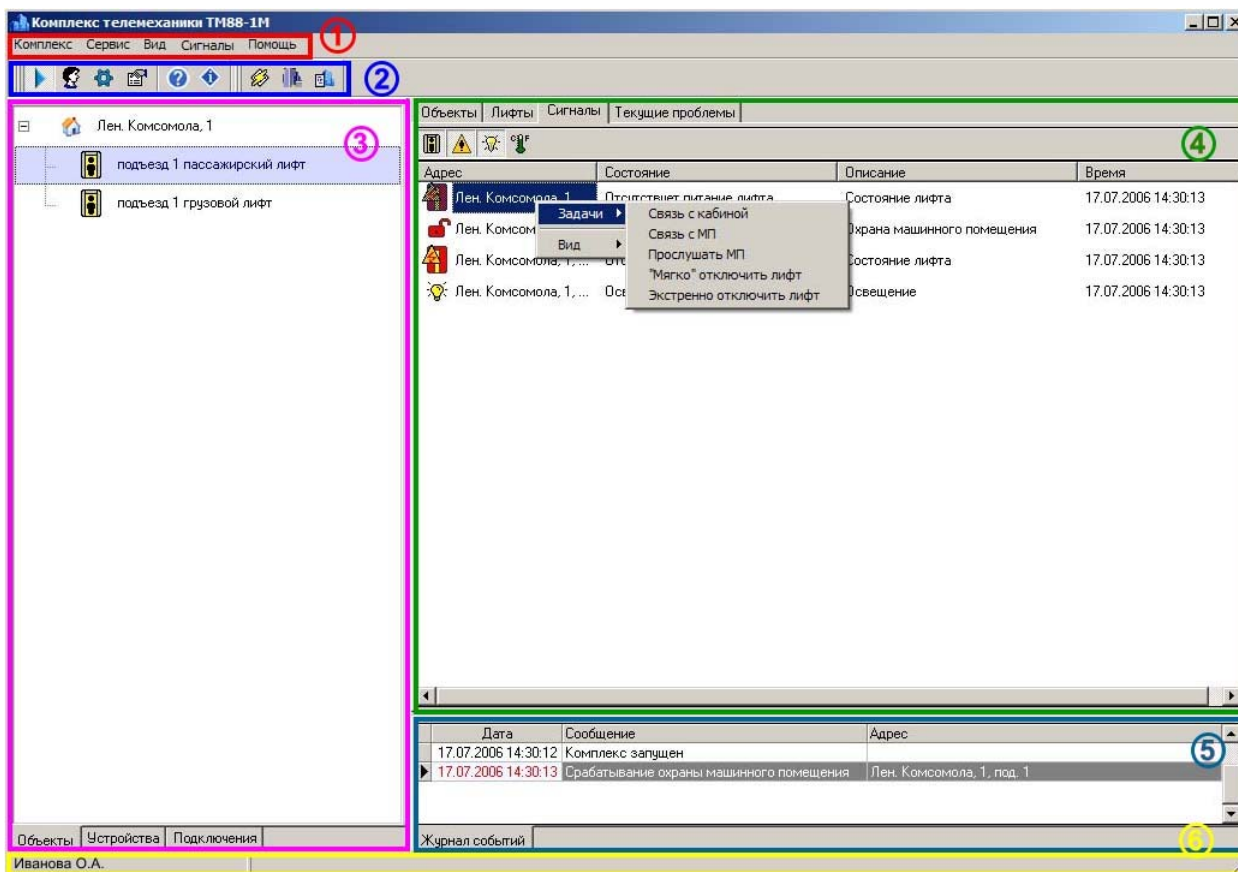 Комплекс телемеханики ТМ88-1М
Комплекс Сервис Вид Сигналы Помощь
1
2
3
Лен. Комсомола, 1
подъезд 1 пассажирский лифт
подъезд 1 грузовой лифт
Объекты Устройства Подключения
Объекты Лифты Сигналы Текущие проблемы
4
Адрес Состояние Описание Время
Лен. Комсомола, 1, Отсутствует питание лифта Состояние лифта 17.07.2006 14:30:13
Лен. Комсом Охрана машинного помещения 17.07.2006 14:30:13
Лен. Комсомола, 1, ... Состояние лифта 17.07.2006 14:30:13
Лен. Комсомола, 1, ... Осв Освещение 17.07.2006 14:30:13
Задачи
Вид
Связь с кабиной
Связь с МП
Прослушать МП
"Мягко" отключить лифт
Экстренно отключить лифт
Дата Сообщение Адрес
17.07.2006 14:30:12 Комплекс запущен
17.07.2006 14:30:13 Срабатывание охраны машинного помещения Лен. Комсомола, 1, под. 1
5
Журнал событий
6
Иванова О.А.